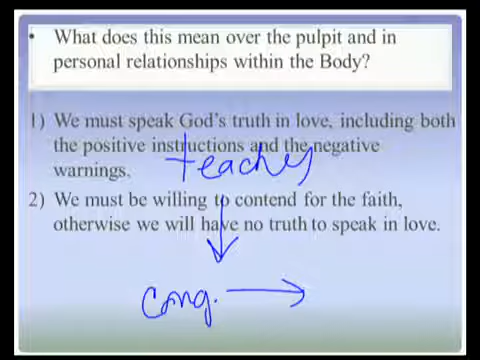 • What does this mean over the pulpit and in
personal relationships within the Body?
1) We must speak God's truth in love, including both
the positive instructions and the negative
warnings.
2) We must be willing to contend for the faith,
otherwise we will have no truth to speak in love.
cong.